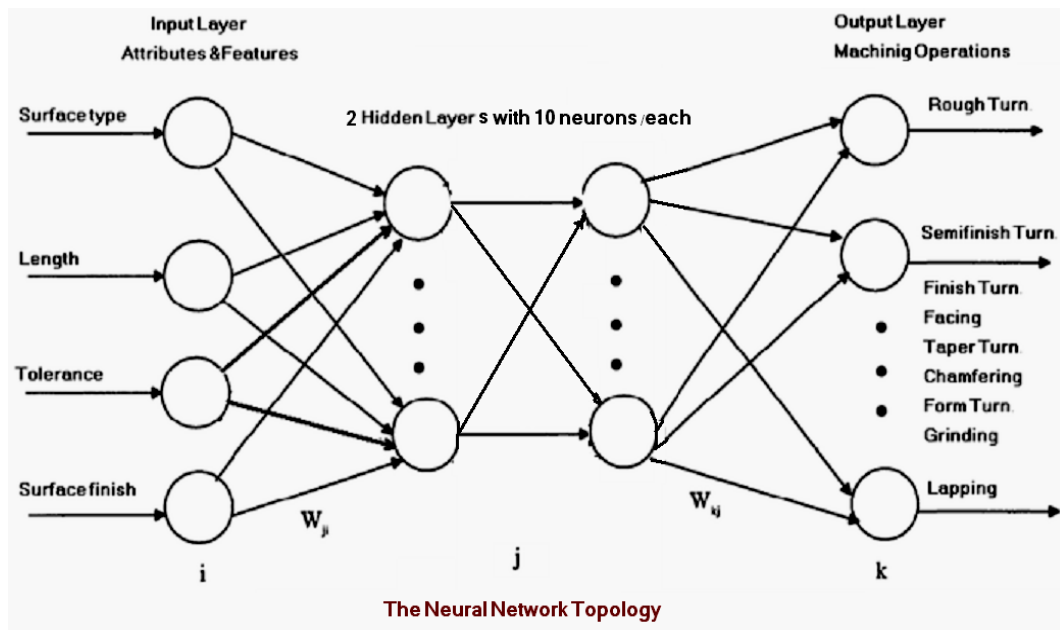 Input Layer
Attributes &Features
Output Layer
Machinig Operations
2 Hidden Layer s with 10 neurons /each
Surface type
Length
Tolerance
Surface finish
Rough Turn.
Semifinish Turn.
Finish Turn.
Facing
Taper Turn.
Chamfering
Form Turn.
Grinding
Lapping
W ji
W kj
i
j
k
The Neural Network Topology